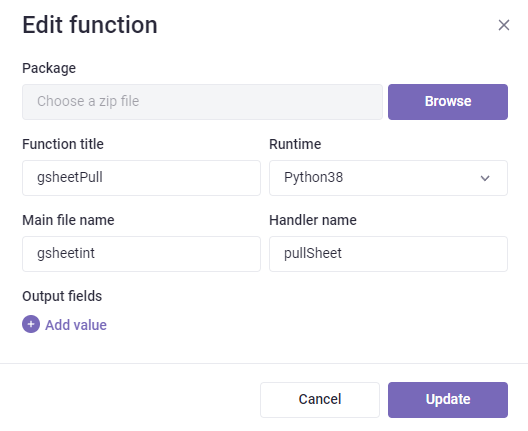 Edit function
Package
Choose a zip file
Browse
Function title
Runtime
gsheetPull
Python38
Main file name
Handler name
gsheetint
pullSheet
Output fields
Add value
Cancel
Update